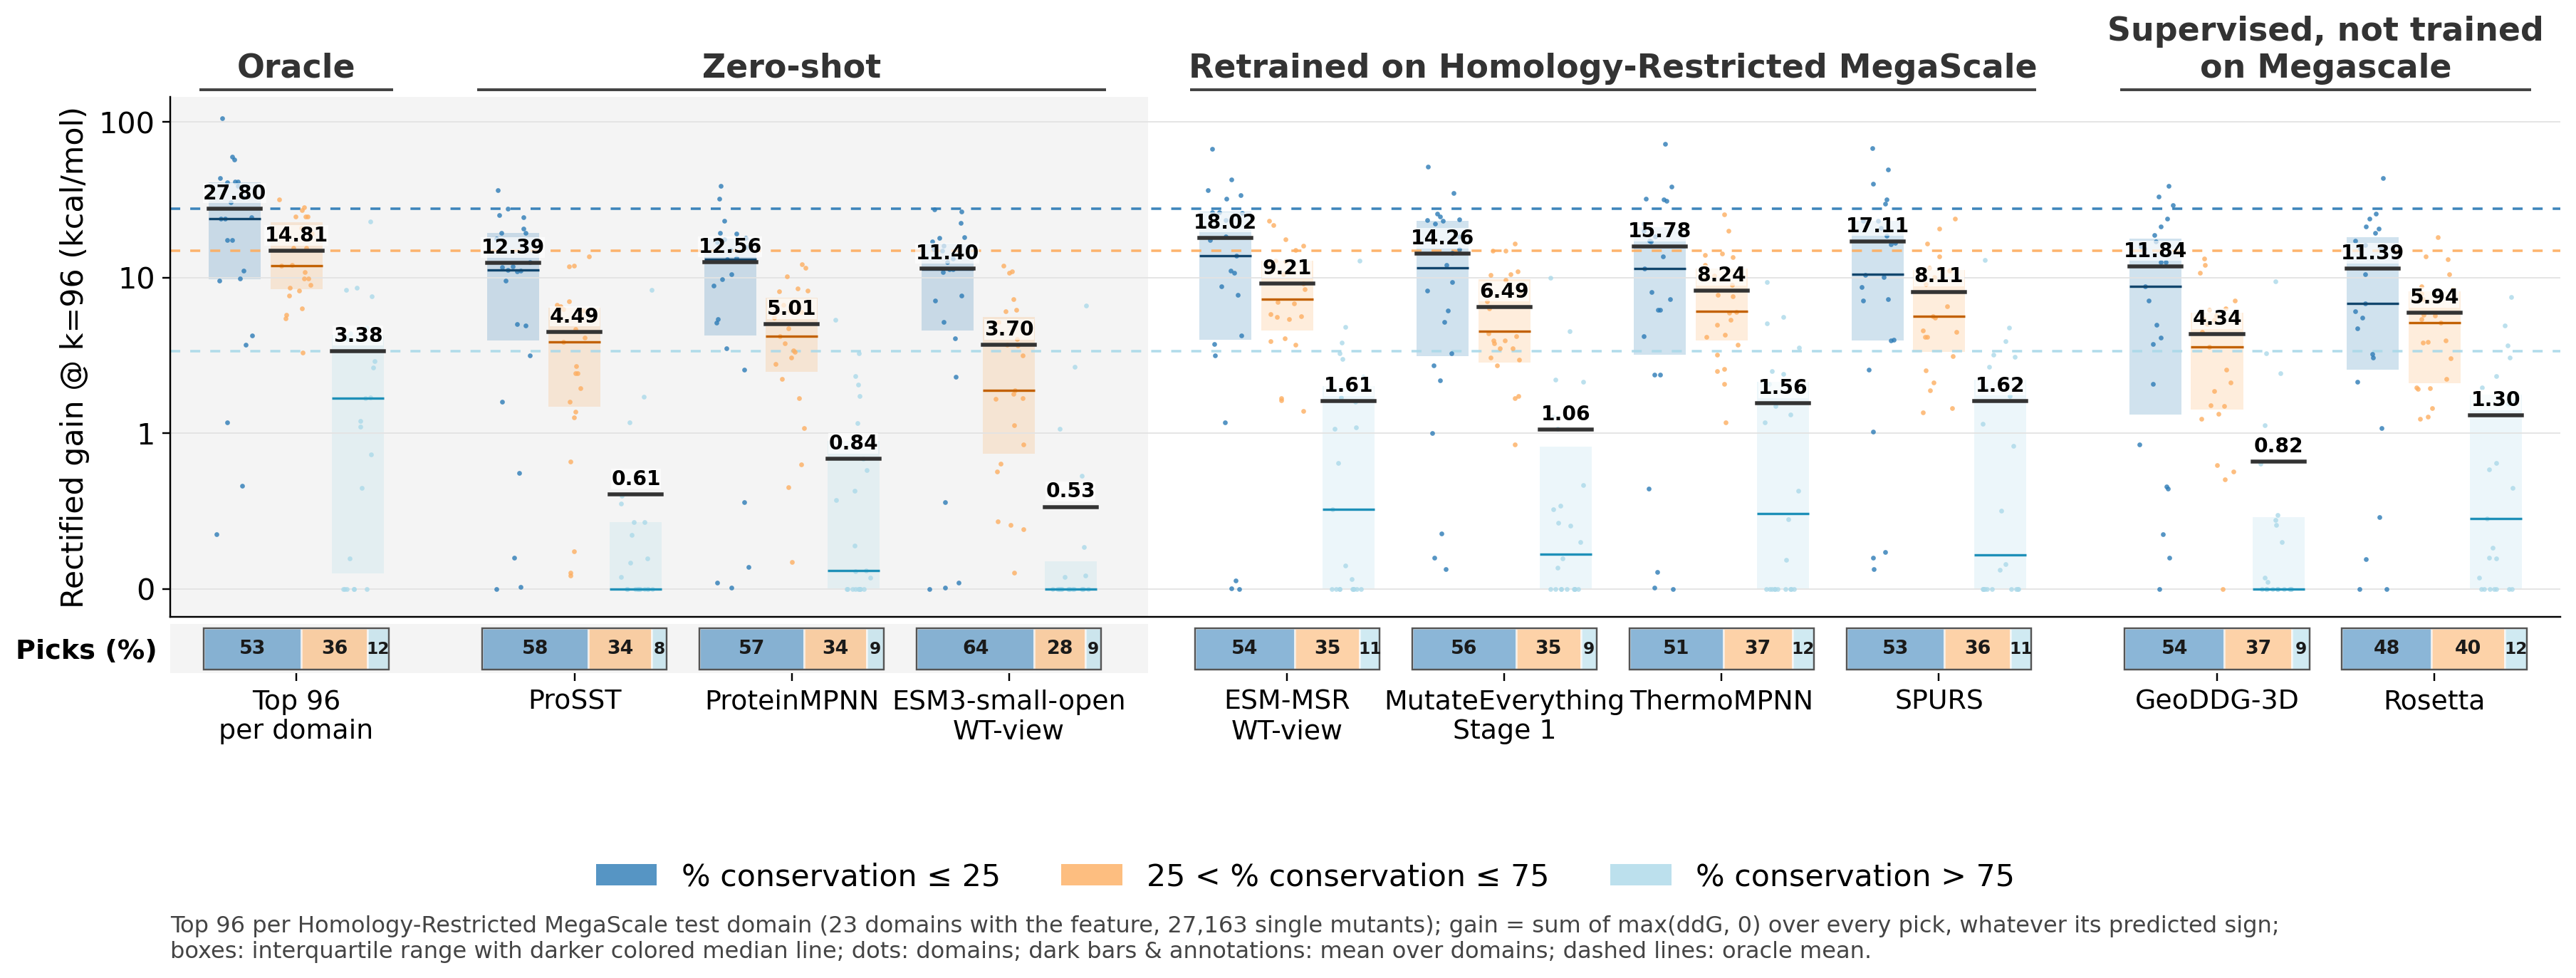 Oracle
Zero-shot
Retrained on Homology-Restricted MegaScale
Supervised, not trained
on Megascale
Rectified gain @ k=96 (kcal/mol)
100
10
1
0
27.80
14.81
3.38
12.39
4.49
0.61
12.56
5.01
0.84
11.40
3.70
0.53
18.02
9.21
1.61
14.26
6.49
1.06
15.78
8.24
1.56
17.11
8.11
1.62
11.84
4.34
0.82
11.39
5.94
1.30
Picks (%)
53 36 12
58 34 8
57 34 9
64 28 9
54 35 11
56 35 9
51 37 12
53 36 11
54 37 9
48 40 12
Top 96
per domain
ProSST
ProteinMPNN
ESM3-small-open
WT-view
ESM-MSR
WT-view
MutateEverything
Stage 1
ThermoMPNN
SPURS
GeoDDG-3D
Rosetta
% conservation ≤ 25
25 < % conservation ≤ 75
% conservation > 75
Top 96 per Homology-Restricted MegaScale test domain (23 domains with the feature, 27,163 single mutants); gain = sum of max(ddG, 0) over every pick, whatever its predicted sign;
boxes: interquartile range with darker colored median line; dots: domains; dark bars & annotations: mean over domains; dashed lines: oracle mean.